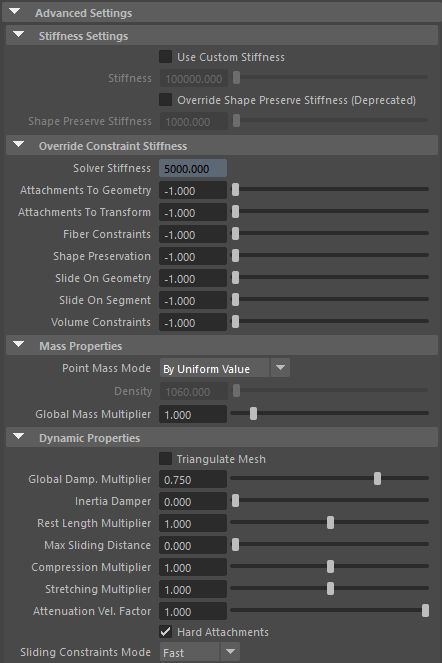 Advanced Settings
Stiffness Settings
Use Custom Stiffness
Stiffness 100000.000
Override Shape Preserve Stiffness (Deprecated)
Shape Preserve Stiffness 1000.000
Override Constraint Stiffness
Solver Stiffness 5000.000
Attachments To Geometry -1.000
Attachments To Transform -1.000
Fiber Constraints -1.000
Shape Preservation -1.000
Slide On Geometry -1.000
Slide On Segment -1.000
Volume Constraints -1.000
Mass Properties
Point Mass Mode By Uniform Value
Density 1060.000
Global Mass Multiplier 1.000
Dynamic Properties
Triangulate Mesh
Global Damp. Multiplier 0.750
Inertia Damper 0.000
Rest Length Multiplier 1.000
Max Sliding Distance 0.000
Compression Multiplier 1.000
Stretching Multiplier 1.000
Attenuation Vel. Factor 1.000
Hard Attachments
Sliding Constraints Mode Fast